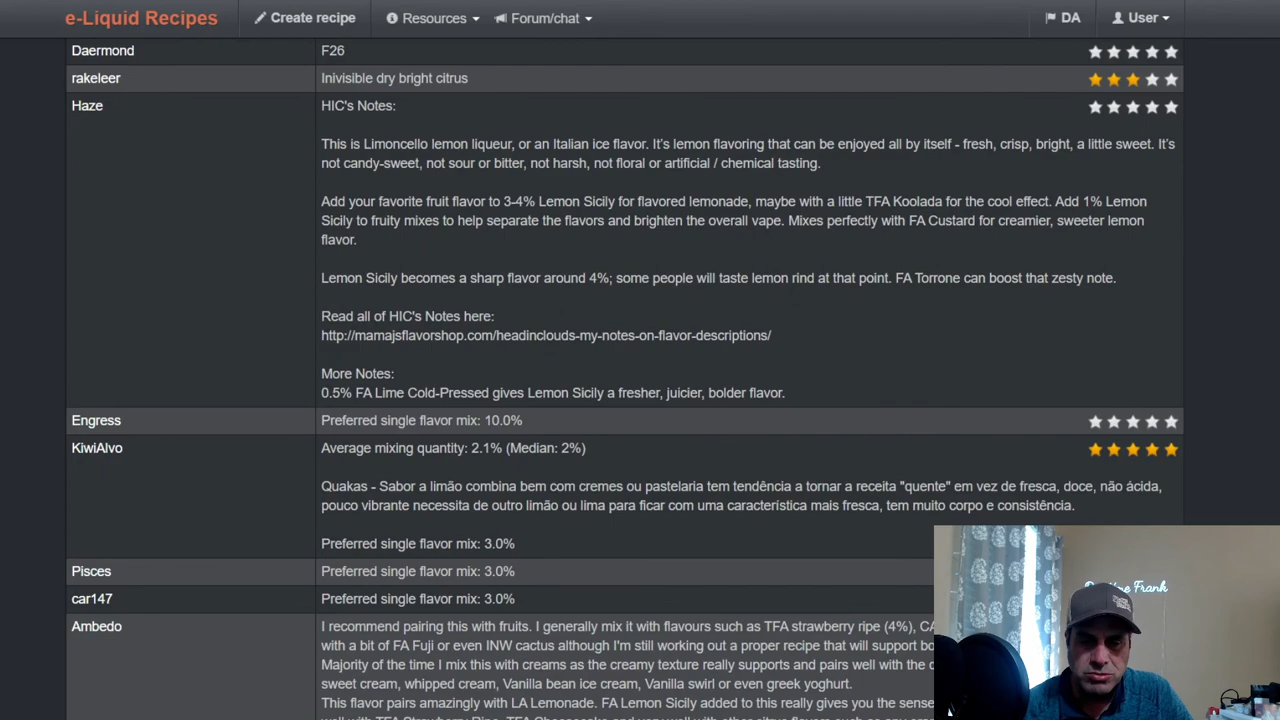 e-Liquid Recipes Create recipe Resources Forum/chat DA User
Daermond F26
rakeleer Inivisible dry bright citrus
Haze HIC's Notes:
This is Limoncello lemon liqueur, or an Italian ice flavor. It's lemon flavoring that can be enjoyed all by itself - fresh, crisp, bright, a little sweet. It's
not candy-sweet, not sour or bitter, not harsh, not floral or artificial / chemical tasting.
Add your favorite fruit flavor to 3-4% Lemon Sicily for flavored lemonade, maybe with a little TFA Koolada for the cool effect. Add 1% Lemon
Sicily to fruity mixes to help separate the flavors and brighten the overall vape. Mixes perfectly with FA Custard for creamier, sweeter lemon
flavor.
Lemon Sicily becomes a sharp flavor around 4%; some people will taste lemon rind at that point. FA Torrone can boost that zesty note.
Read all of HIC's Notes here:
http://mamajsflavorshop.com/headinclouds-my-notes-on-flavor-descriptions/
More Notes:
0.5% FA Lime Cold-Pressed gives Lemon Sicily a fresher, juicier, bolder flavor.
Engress Preferred single flavor mix: 10.0%
KiwiAlvo Average mixing quantity: 2.1% (Median: 2%)
Quakas - Sabor a limão combina bem com cremes ou pastelaria tem tendência a tornar a receita "quente" em vez de fresca, doce, não ácida,
pouco vibrante necessita de outro limão ou lima para ficar com uma característica mais fresca, tem muito corpo e consistência.
Preferred single flavor mix: 3.0%
Pisces Preferred single flavor mix: 3.0%
car147 Preferred single flavor mix: 3.0%
Ambedo I recommend pairing this with fruits. I generally mix it with flavours such as TFA strawberry ripe (4%),
with a bit of FA Fuji or even INW cactus although I'm still working out a proper recipe that will support
Majority of the time I mix this with creams as the creamy texture really supports and pairs well with the
sweet cream, whipped cream, Vanilla bean ice cream, Vanilla swirl or even greek yoghurt.
This flavor pairs amazingly with LA Lemonade. FA Lemon Sicily added to this really gives you the sense
Frank